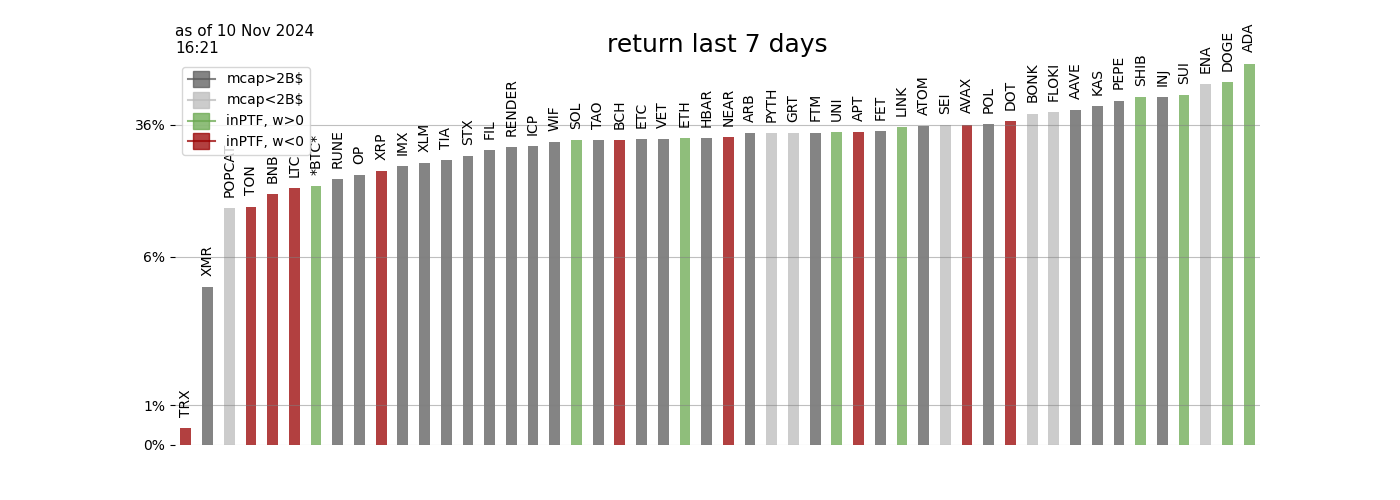 as of 10 Nov 2024
16:21
return last 7 days
mcap>2B$
mcap<2B$
inPTF, w>0
inPTF, w<0
36%
6%
1%
0%
TRX
XMR
TON
BNB
LTC
*BTC*
RUNE
OP
XRP
IMX
XLM
TIA
STX
FIL
RENDER
ICP
WIF
SOL
TAO
BCH
ETC
VET
ETH
HBAR
NEAR
ARB
PYTH
GRT
FTM
UNI
APT
FET
LINK
ATOM
SEI
AVAX
POL
DOT
BONK
FLOKI
AAVE
KAS
PEPE
SHIB
INJ
SUI
ENA
DOGE
ADA